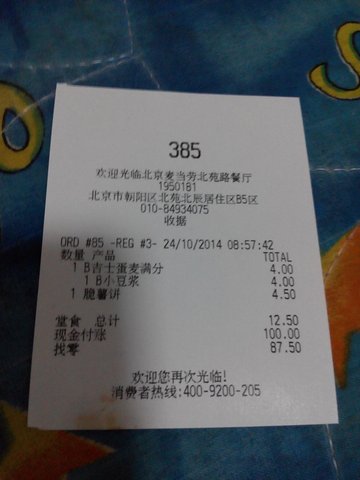 385
欢迎光临北京麦当劳北苑路餐厅
1950181
北京市朝阳区北苑北辰居住区B5区
010-84934075
收据
ORD #85 -REG #3- 24/10/2014 08:57:42
数量 产品 TOTAL
1 B吉士蛋麦满分 4.00
1 B小豆浆 4.00
1 脆薯饼 4.50
堂食 总计 12.50
现金付涨 100.00
找零 87.50
欢迎您再次光临!
消费者热线:400-9200-205